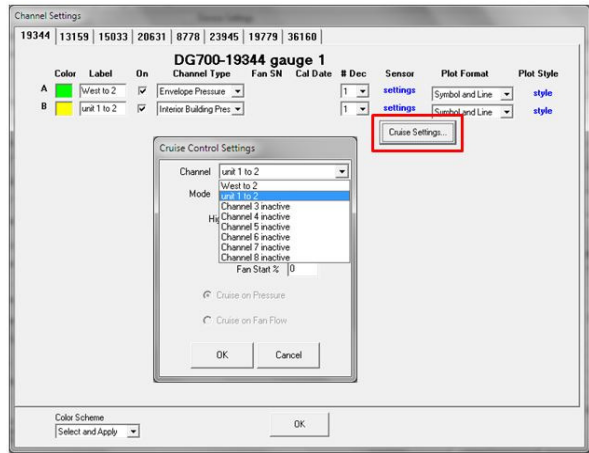 Channel Settings
19344 13159 15033 20631 8778 23945 19779 36160
DG700-19344 gauge 1
Color Label On Channel Type Fan SN Cal Date # Dec Sensor Plot Format Plot Style
A West to 2 Envelope Pressure 1 settings Symbol and Line style
B unit 1 to 2 Interior Building Pres 1 settings Symbol and Line style
Cruise Settings...
Cruise Control Settings
Channel unit 1 to 2
West to 2
Mode unit 1 to 2
Channel 3 inactive
Channel 4 inactive
Channel 5 inactive
Channel 6 inactive
Channel 7 inactive
Channel 8 inactive
Fan Start % 0
Cruise on Pressure
Cruise on Fan Flow
OK Cancel
Color Scheme
Select and Apply
OK